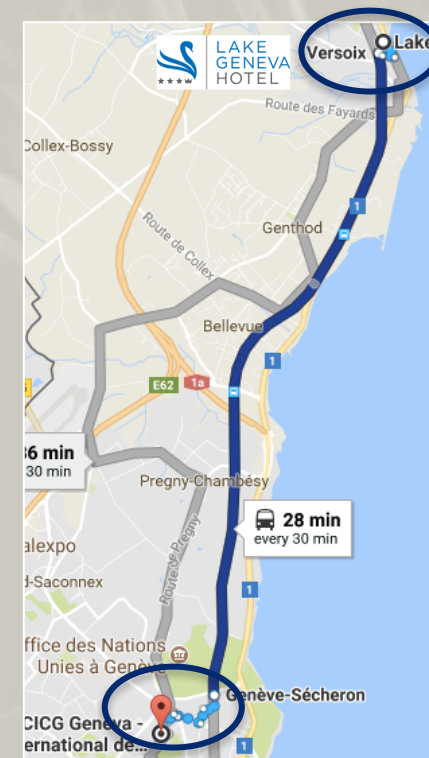 LAKE
GENEVA
HOTEL
Versoix
Lake
Route des Fayards
Collex-Bossy
1
Genthod
Route de Collex
Bellevue
1
E62
1a
6 min
30 min
Pregny-Chambésy
28 min
every 30 min
alexpo
d-Saconnex
Route de Pregny
1
ffice des Nations
Unies à Genève
Genève-Sécheron
CICG Geneva -
ernational de...
1